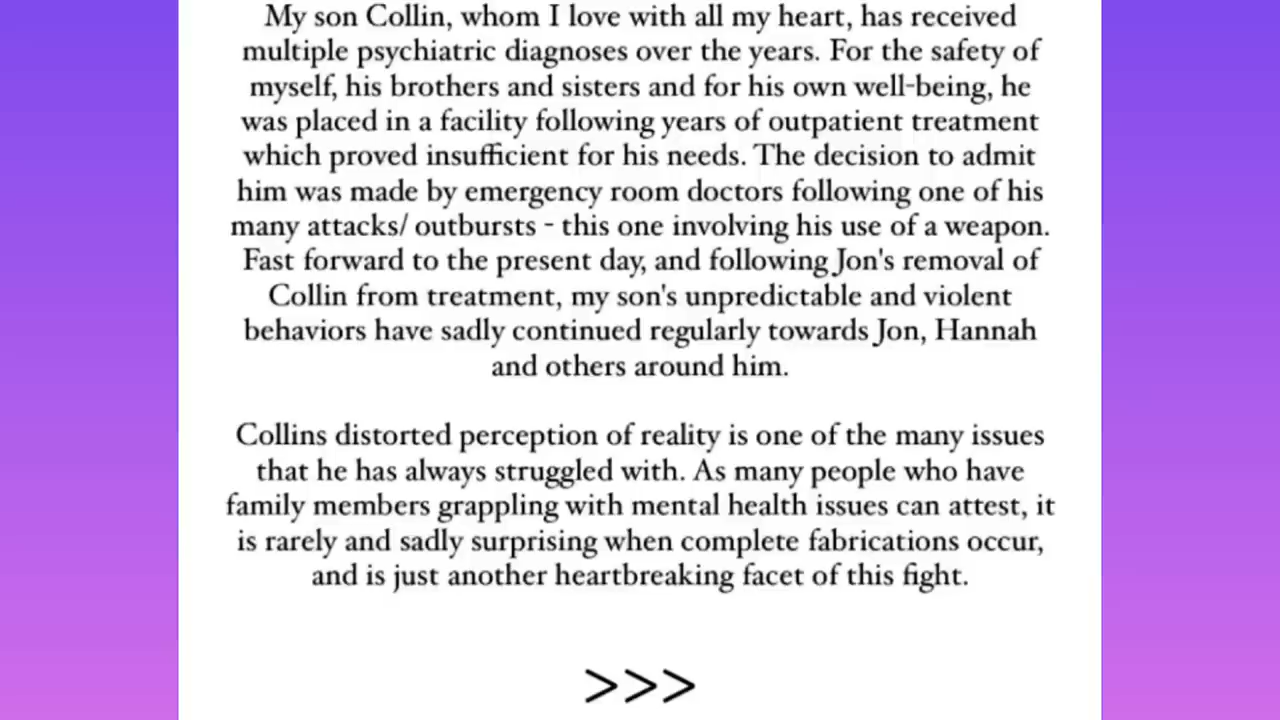 My son Collin, whom I love with all my heart, has received
multiple psychiatric diagnoses over the years. For the safety of
myself, his brothers and sisters and for his own well-being, he
was placed in a facility following years of outpatient treatment
which proved insufficient for his needs. The decision to admit
him was made by emergency room doctors following one of his
many attacks/ outbursts - this one involving his use of a weapon.
Fast forward to the present day, and following Jon's removal of
Collin from treatment, my son's unpredictable and violent
behaviors have sadly continued regularly towards Jon, Hannah
and others around him.
Collins distorted perception of reality is one of the many issues
that he has always struggled with. As many people who have
family members grappling with mental health issues can attest, it
is rarely and sadly surprising when complete fabrications occur,
and is just another heartbreaking facet of this fight.
>>>